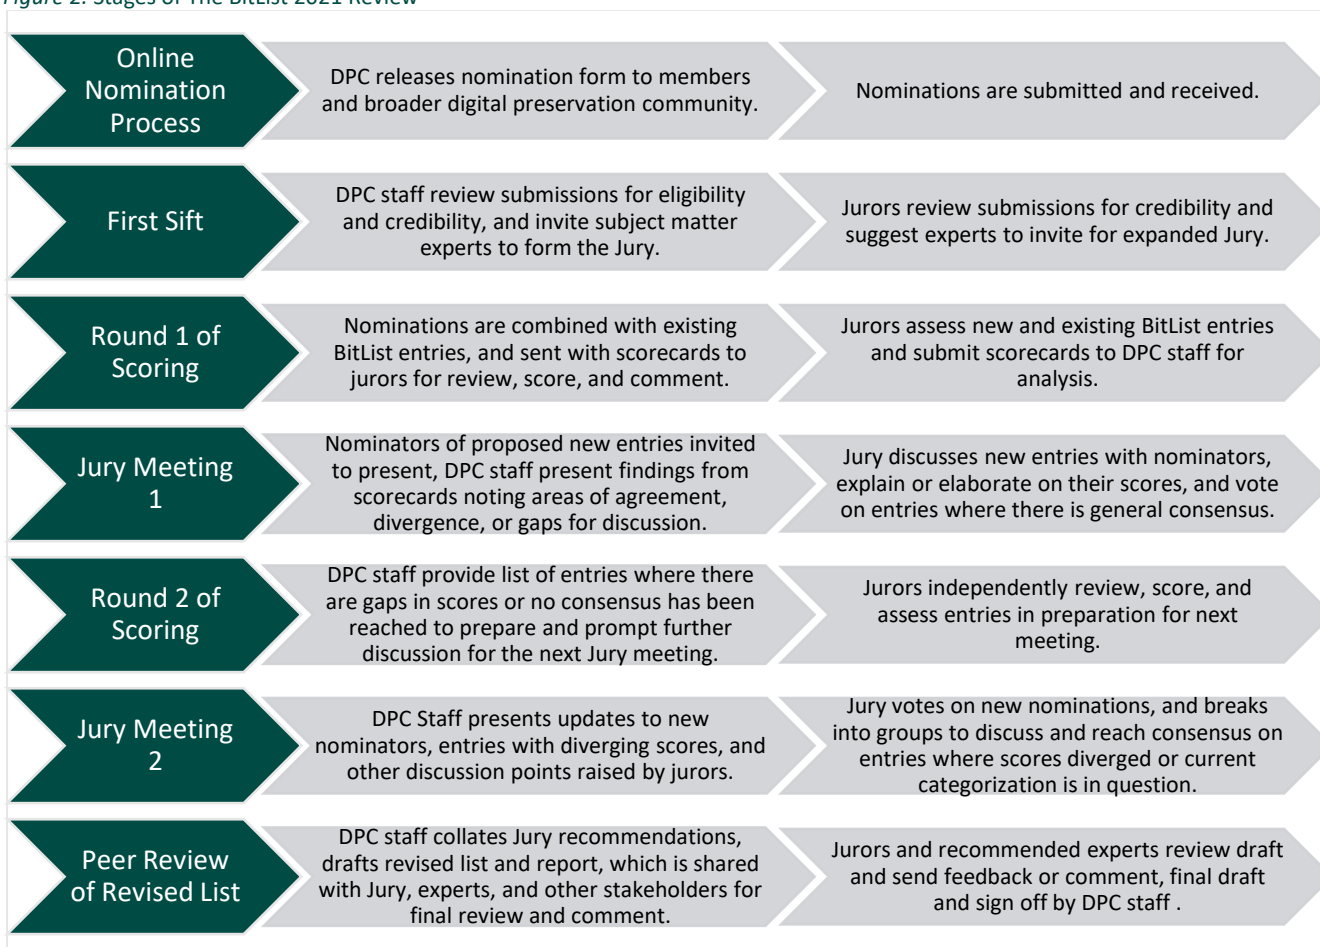 Figure 2: Stages of The BitList 2021 Review
Online
Nomination
Process
DPC releases nomination form to members
and broader digital preservation community.
Nominations are submitted and received.
First Sift
DPC staff review submissions for eligibility
and credibility, and invite subject matter
experts to form the Jury.
Jurors review submissions for credibility and
suggest experts to invite for expanded Jury.
Round 1 of
Scoring
Nominations are combined with existing
BitList entries, and sent with scorecards to
jurors for review, score, and comment.
Jurors assess new and existing BitList entries
and submit scorecards to DPC staff for
analysis.
Jury Meeting
1
Nominators of proposed new entries invited
to present, DPC staff present findings from
scorecards noting areas of agreement,
divergence, or gaps for discussion.
Jury discusses new entries with nominators,
explain or elaborate on their scores, and vote
on entries where there is general consensus.
Round 2 of
Scoring
DPC staff provide list of entries where there
are gaps in scores or no consensus has been
reached to prepare and prompt further
discussion for the next Jury meeting.
Jurors independently review, score, and
assess entries in preparation for next
meeting.
Jury Meeting
2
DPC Staff presents updates to new
nominators, entries with diverging scores, and
other discussion points raised by jurors.
Jury votes on new nominations, and breaks
into groups to discuss and reach consensus on
entries where scores diverged or current
categorization is in question.
Peer Review
of Revised List
DPC staff collates Jury recommendations,
drafts revised list and report, which is shared
with Jury, experts, and other stakeholders for
final review and comment.
Jurors and recommended experts review draft
and send feedback or comment, final draft
and sign off by DPC staff .